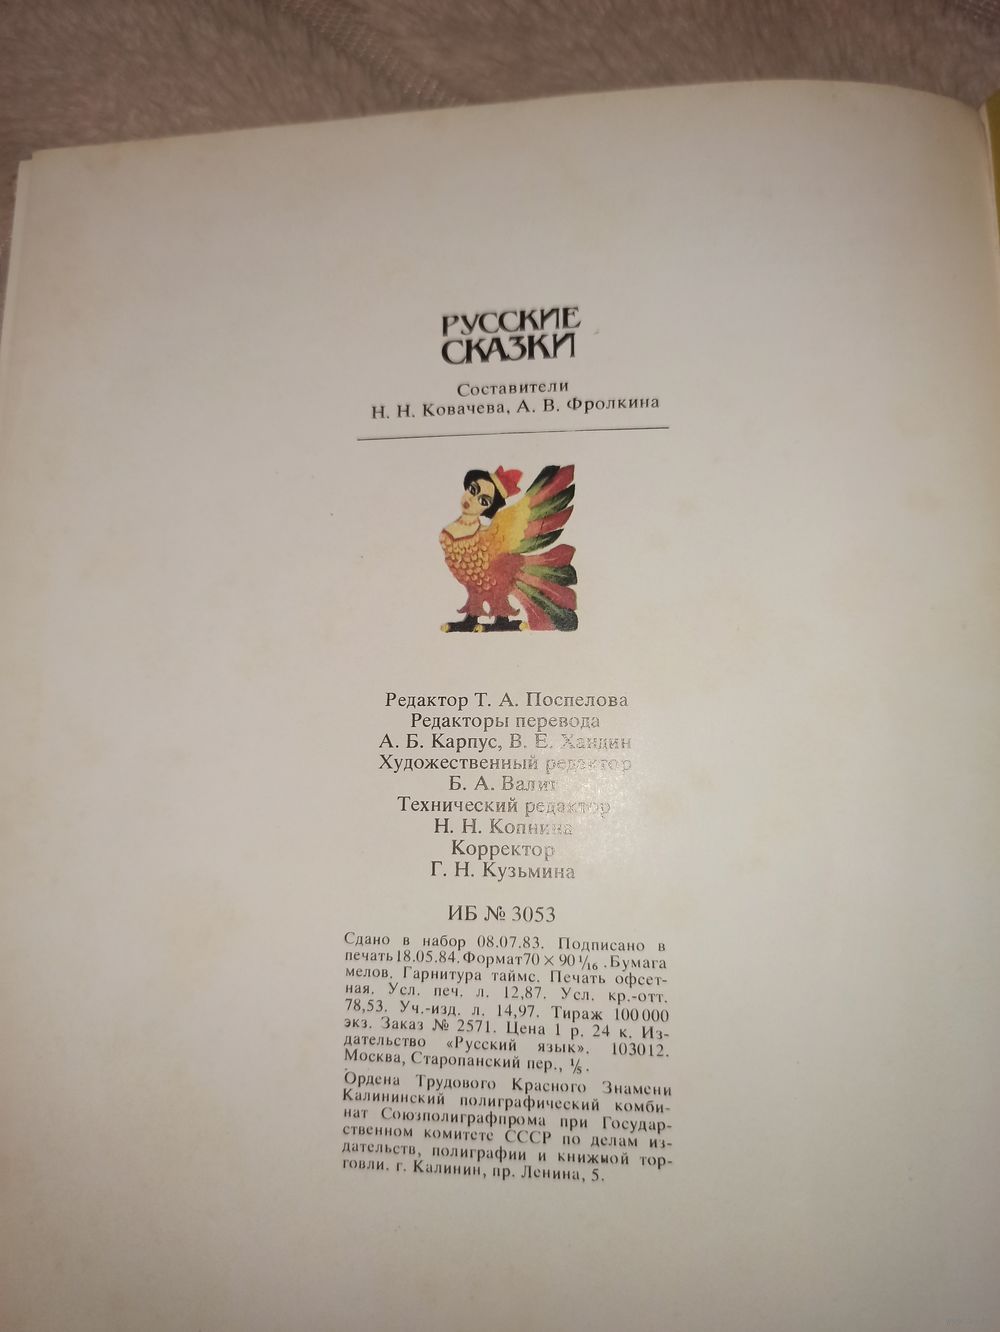 РУССКИЕ
СКАЗКИ
Составители
Н. Н. Ковачева, А. В. Фролкина
Редактор Т. А. Поспелова
Редакторы перевода
А. Б. Карпус, В. Е. Хандин
Художественный редактор
Б. А. Валит
Технический редактор
Н. Н. Копнина
Корректор
Г. Н. Кузьмина
ИБ № 3053
Сдано в набор 08.07.83. Подписано в
печать 18.05.84. Формат 70 × 90 1/16. Бумага
мелов. Гарнитура таймс. Печать офсет-
ная. Усл. печ. л. 12,87. Усл. кр.-отт.
78,53. Уч.-изд. л. 14,97. Тираж 100 000
экз. Заказ № 2571. Цена 1 р. 24 к. Из-
дательство «Русский язык». 103012.
Москва, Старопанский пер., 1/5.
Ордена Трудового Красного Знамени
Калининский полиграфический комби-
нат Союзполиграфпрома при Государ-
ственном комитете СССР по делам из-
дательств, полиграфии и книжной тор-
говли. г. Калинин, пр. Ленина, 5.